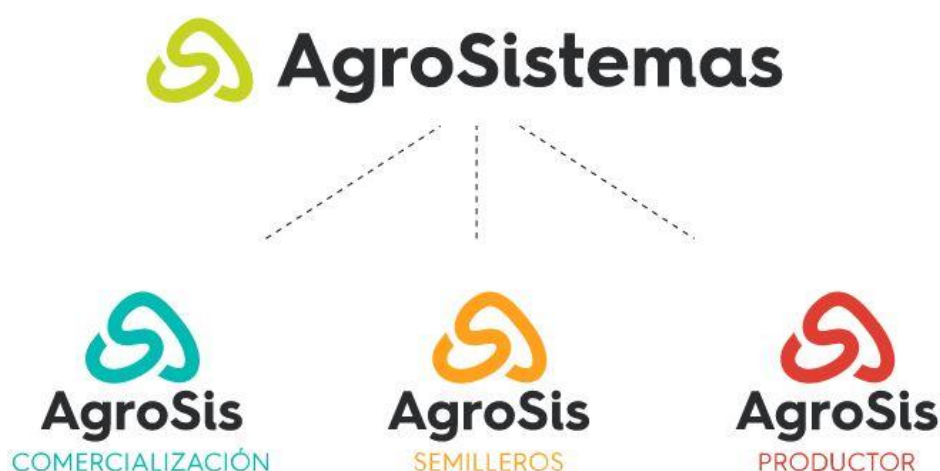 AgroSistemas
AgroSis
COMERCIALIZACIÓN
AgroSis
SEMILLEROS
AgroSis
PRODUCTOR